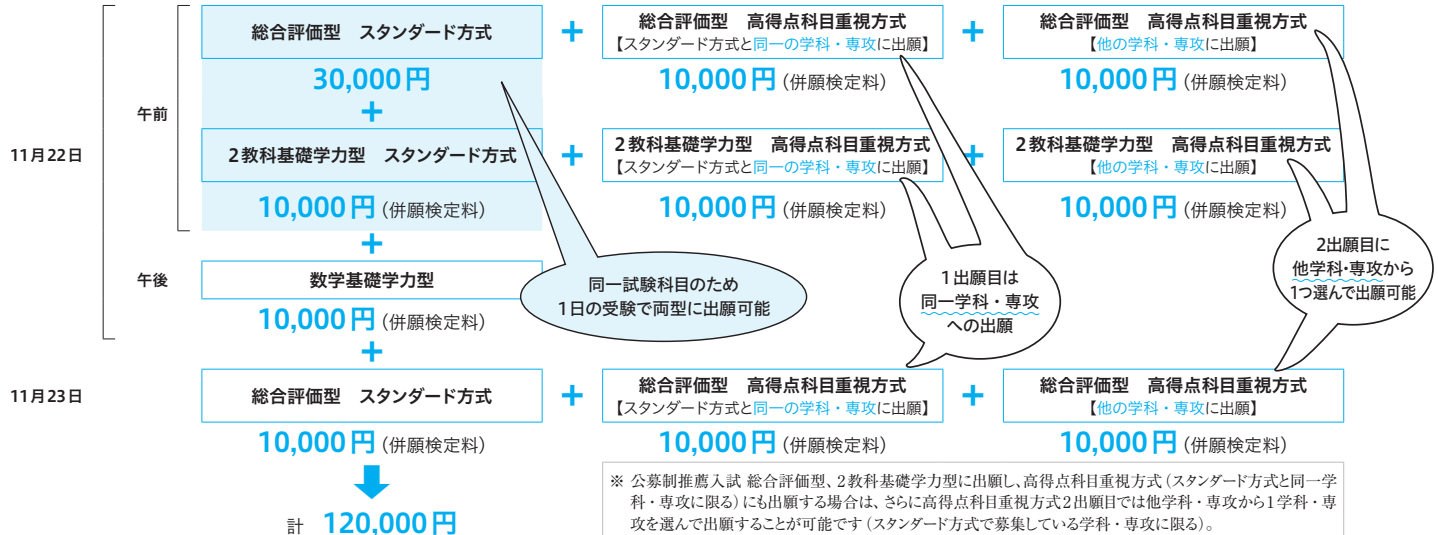 総合評価型 スタンダード方式
30,000円
+
総合評価型 高得点科目重視方式
【スタンダード方式と同一の学科・専攻に出願】
10,000円 (併願検定料)
+
総合評価型 高得点科目重視方式
【他の学科・専攻に出願】
10,000円 (併願検定料)
午前
+
11月22日
2教科基礎学力型 スタンダード方式
10,000円 (併願検定料)
+
2教科基礎学力型 高得点科目重視方式
【スタンダード方式と同一の学科・専攻に出願】
10,000円 (併願検定料)
+
2教科基礎学力型 高得点科目重視方式
【他の学科・専攻に出願】
10,000円 (併願検定料)
+
午後
数学基礎学力型
10,000円 (併願検定料)
同一試験科目のため
1日の受験で両型に出願可能
1出願目は
同一学科・専攻
への出願
2出願目に
他学科・専攻から
1つ選んで出願可能
+
11月23日
総合評価型 スタンダード方式
10,000円 (併願検定料)
+
総合評価型 高得点科目重視方式
【スタンダード方式と同一の学科・専攻に出願】
10,000円 (併願検定料)
+
総合評価型 高得点科目重視方式
【他の学科・専攻に出願】
10,000円 (併願検定料)
計 120,000円
※ 公募制推薦入試 総合評価型、2教科基礎学力型に出願し、高得点科目重視方式(スタンダード方式と同一学
科・専攻に限る)にも出願する場合は、さらに高得点科目重視方式2出願目では他学科・専攻から1学科・専
攻を選んで出願することが可能です(スタンダード方式で募集している学科・専攻に限る)。